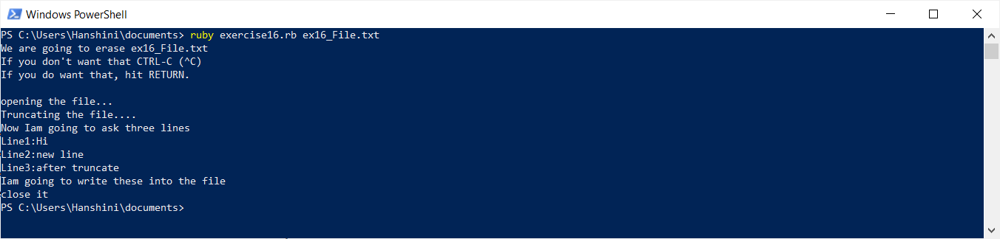 Windows PowerShell
PS C:\Users\Hanshini\documents> ruby exercise16.rb ex16_File.txt
We are going to erase ex16_File.txt
If you don't want that CTRL-C (^C)
If you do want that, hit RETURN.
opening the file...
Truncating the file....
Now Iam going to ask three lines
Line1:Hi
Line2:new line
Line3:after truncate
Iam going to write these into the file
close it
PS C:\Users\Hanshini\documents>